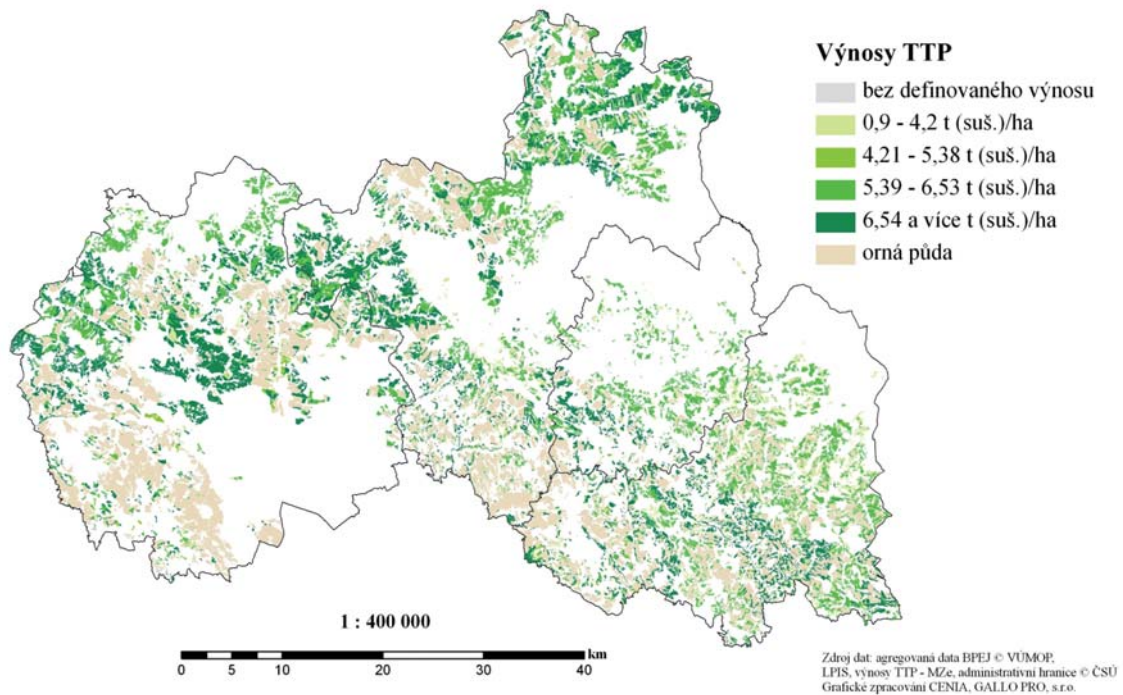 Výnosy TTP
bez definovaného výnosu
0,9 - 4,2 t (suš.)/ha
4,21 - 5,38 t (suš.)/ha
5,39 - 6,53 t (suš.)/ha
6,54 a více t (suš.)/ha
orná půda
1 : 400 000
km
0 5 10 20 30 40
Zdroj dat: agregovaná data BPEJ © VÚMOP,
LPIS, výnosy TTP - MZe, administrativní hranice © ČSÚ
Grafické zpracování CENIA, GALLO PRO, s.r.o.